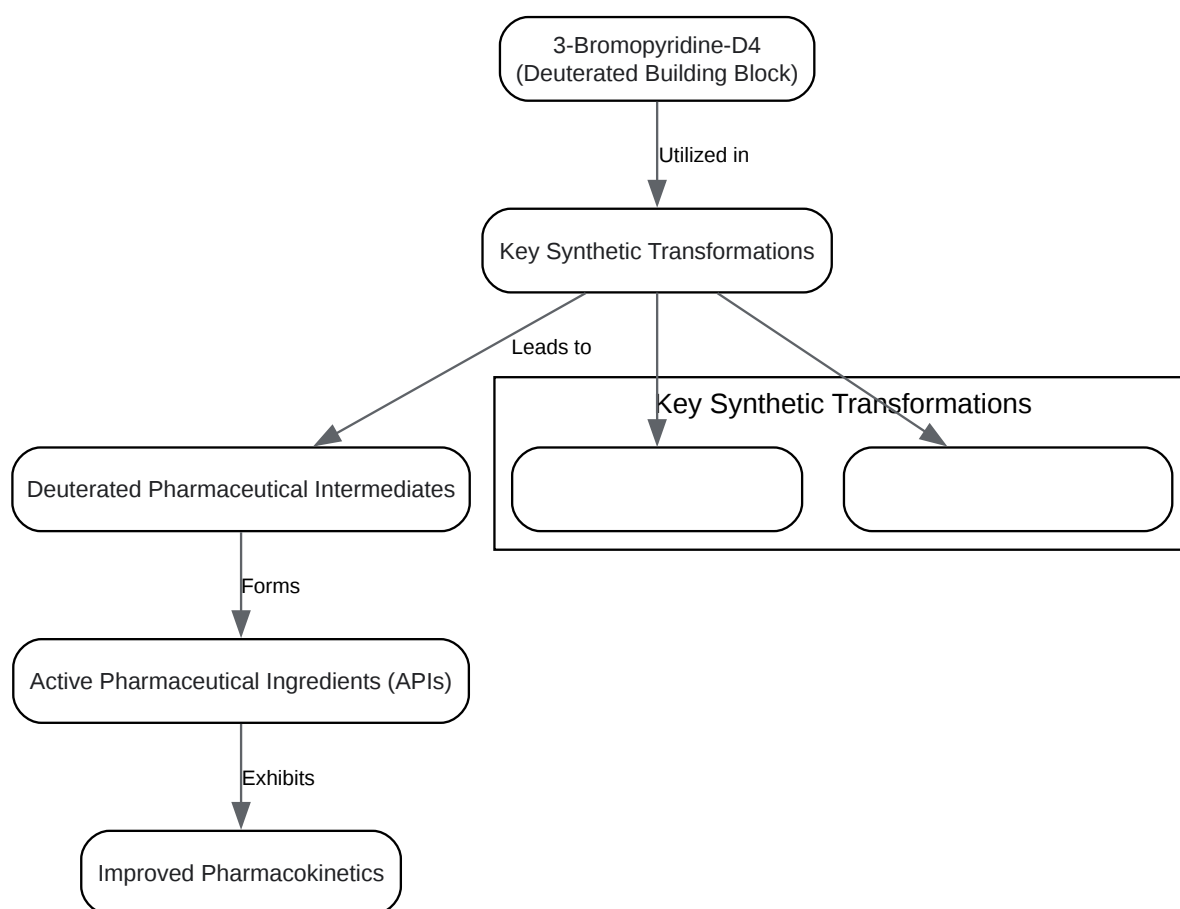 3-Bromopyridine-D4
(Deuterated Building Block)
Utilized in
Key Synthetic Transformations
Leads to
Key Synthetic Transformations
Deuterated Pharmaceutical Intermediates
Forms
Active Pharmaceutical Ingredients (APIs)
Exhibits
Improved Pharmacokinetics